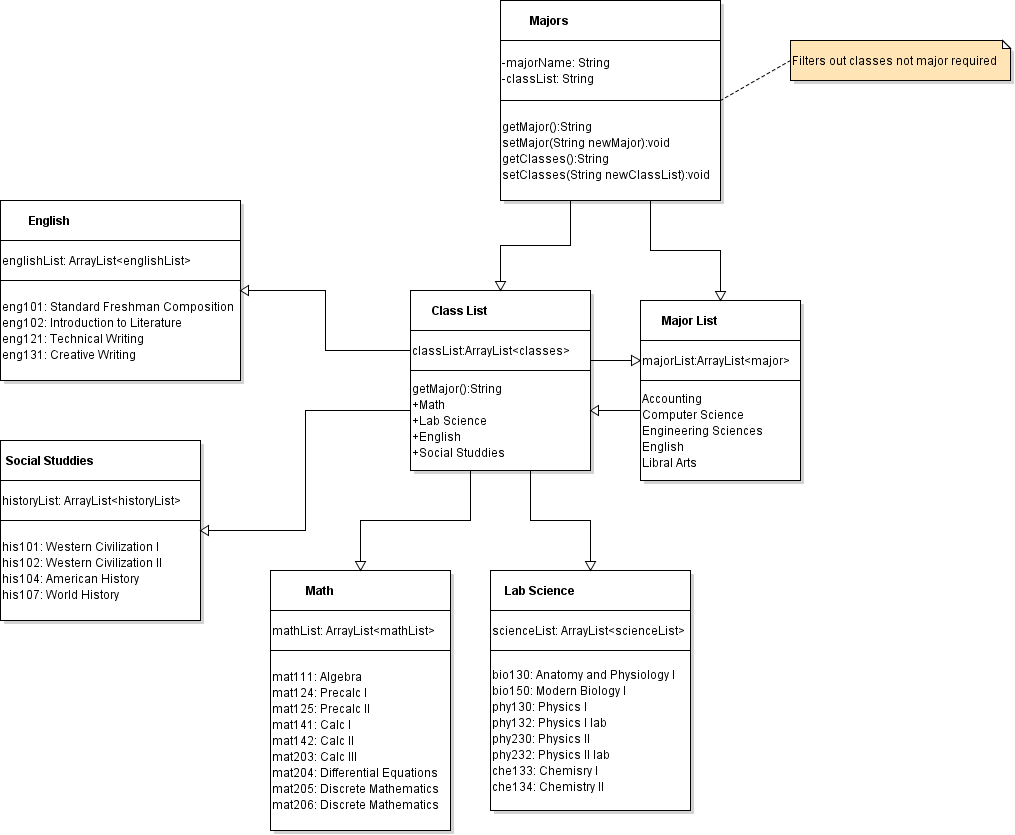 Majors
-majorName: String
-classList: String
getMajor():String
setMajor(String newMajor):void
getClasses():String
setClasses(String newClassList):void
Filters out classes not major required
English
englishList: ArrayList<englishList>
eng101: Standard Freshman Composition
eng102: Introduction to Literature
eng121: Technical Writing
eng131: Creative Writing
Class List
classList:ArrayList<classes>
getMajor():String
+Math
+Lab Science
+English
+Social Studdies
Major List
majorList:ArrayList<major>
Accounting
Computer Science
Engineering Sciences
English
Libral Arts
Social Studdies
historyList: ArrayList<historyList>
his101: Western Civilization I
his102: Western Civilization II
his104: American History
his107: World History
Math
mathList: ArrayList<mathList>
mat111: Algebra
mat124: Precalc I
mat125: Precalc II
mat141: Calc I
mat142: Calc II
mat203: Calc III
mat204: Differential Equations
mat205: Discrete Mathematics
mat206: Discrete Mathematics
Lab Science
scienceList: ArrayList<scienceList>
bio130: Anatomy and Physiology I
bio150: Modern Biology I
phy130: Physics I
phy132: Physics I lab
phy230: Physics II
phy232: Physics II lab
che133: Chemisry I
che134: Chemistry II